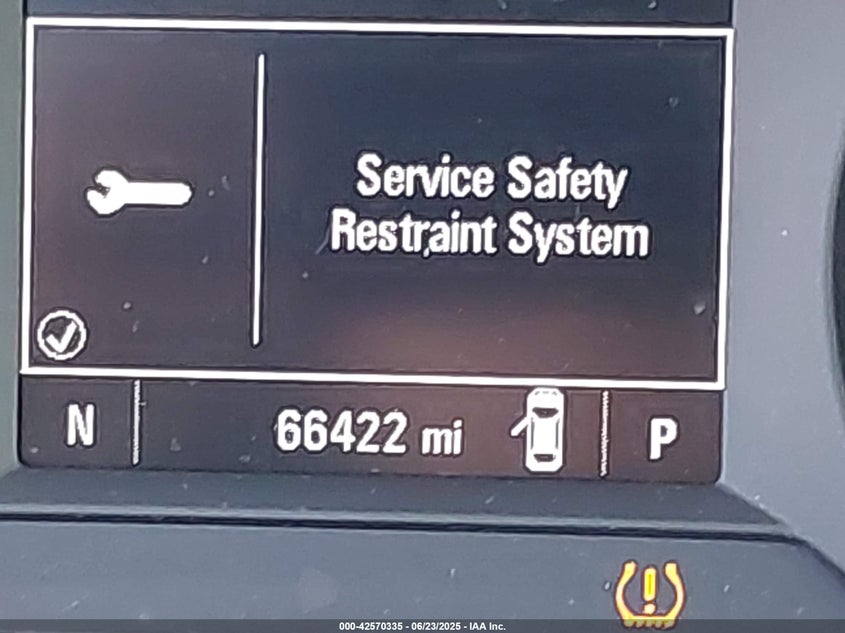 Service Safety
Restraint System
N 66422 mi P
000-42570335 - 06/23/2025 - IAA Inc.